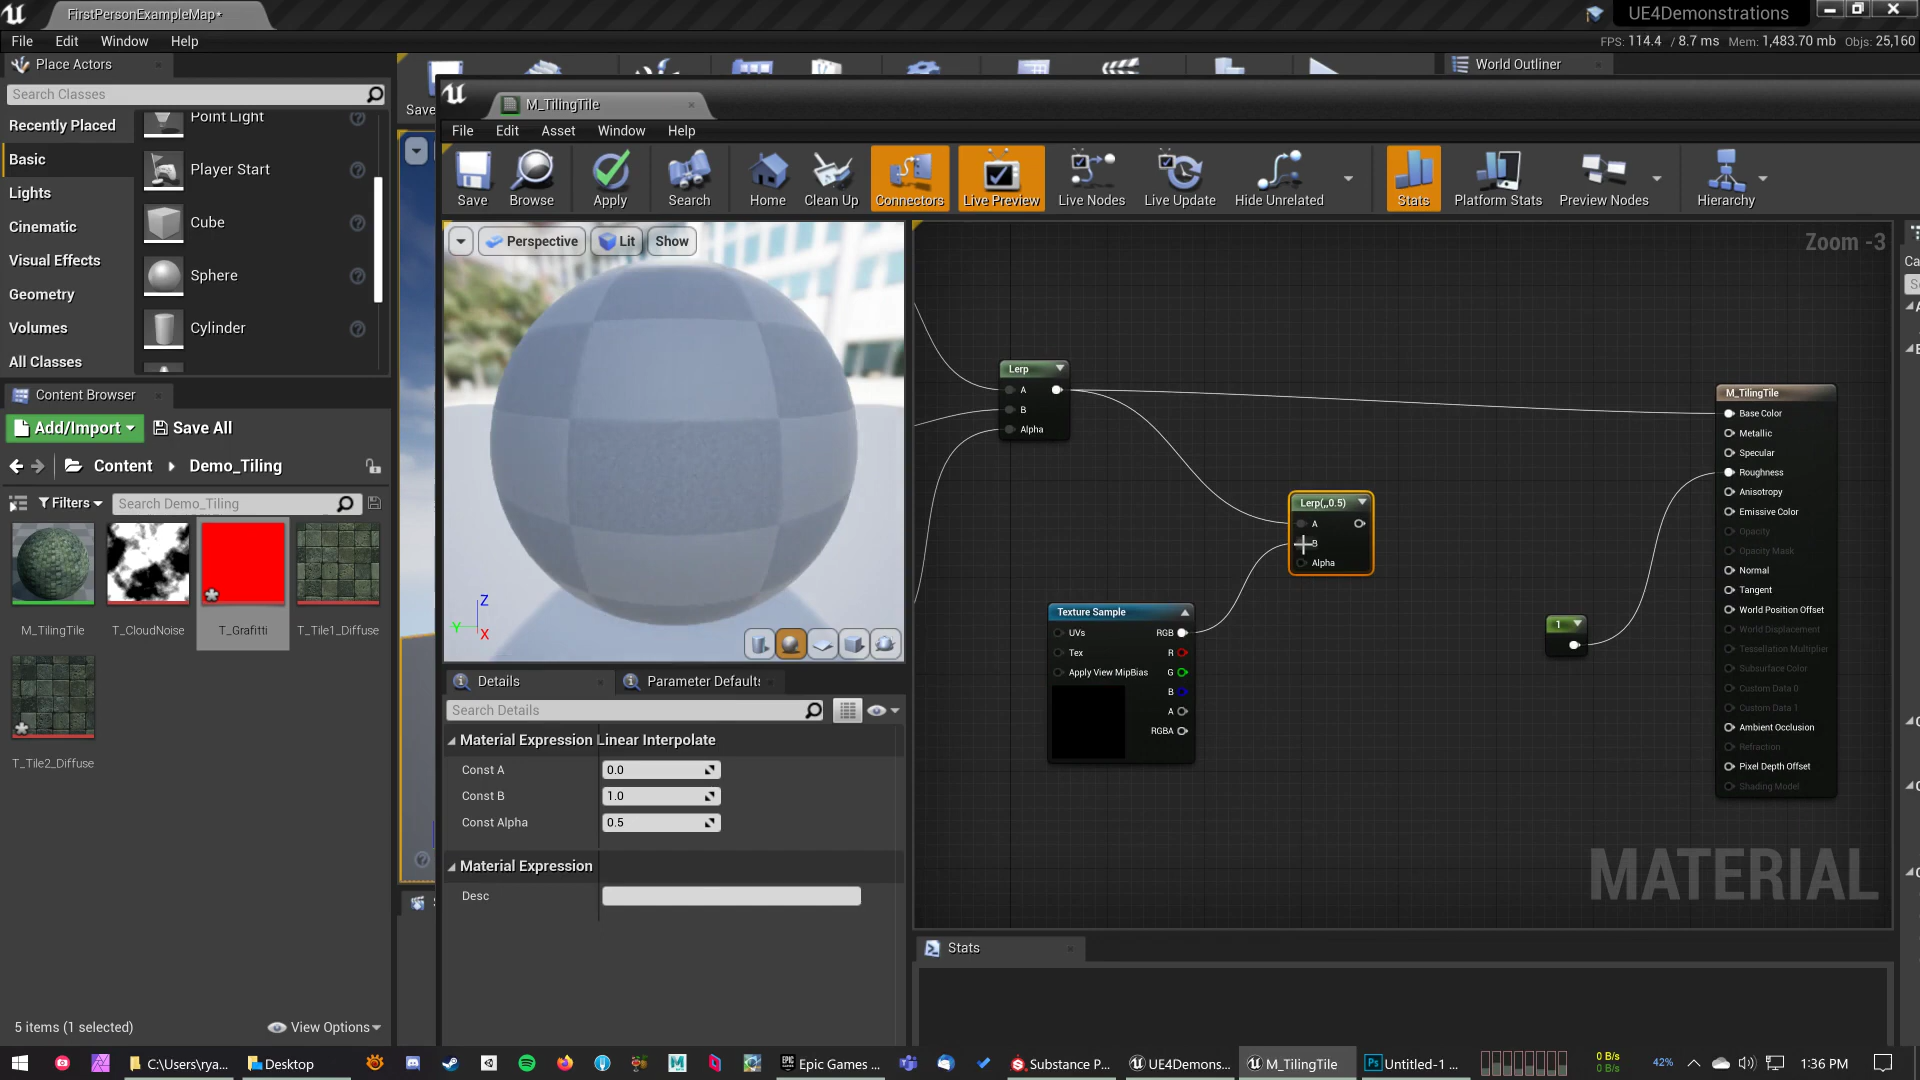 FirstPersonExampleMap*
UE4Demonstrations
File Edit Window Help
FPS: 114.4 / 8.7 ms Mem: 1,483.70 mb Objs: 25,160
Place Actors
World Outliner
Search Classes
Save
M_TilingTile
Recently Placed
Basic
Lights
Cinematic
Visual Effects
Geometry
Volumes
All Classes
Point Light
Player Start
Cube
Sphere
Cylinder
File Edit Asset Window Help
Save Browse Apply Search Home Clean Up Connectors Live Preview Live Nodes Live Update Hide Unrelated Stats Platform Stats Preview Nodes Hierarchy
Perspective Lit Show
Zoom -3
Z
Y
X
Content Browser
Add/Import Save All
Content Demo_Tiling
Filters Search Demo_Tiling
M_TilingTile T_CloudNoise T_Grafitti T_Tile1_Diffuse
T_Tile2_Diffuse
5 items (1 selected) View Options
Details Parameter Defaults
Search Details
Material Expression Linear Interpolate
Const A 0.0
Const B 1.0
Const Alpha 0.5
Material Expression
Desc
Lerp
A
B
Alpha
Lerp(,,0.5)
A
B
Alpha
Texture Sample
UVs RGB
Tex R
Apply View MipBias G
B
A
RGBA
1
M_TilingTile
Base Color
Metallic
Specular
Roughness
Anisotropy
Emissive Color
Opacity
Opacity Mask
Normal
Tangent
World Position Offset
World Displacement
Tessellation Multiplier
Subsurface Color
Custom Data 0
Custom Data 1
Ambient Occlusion
Refraction
Pixel Depth Offset
Shading Model
MATERIAL
Stats
C:\Users\rya... Desktop Epic Games ... Substance P... UE4Demons... M_TilingTile Untitled-1 ... 0 B/s
0 B/s
42% 1:36 PM